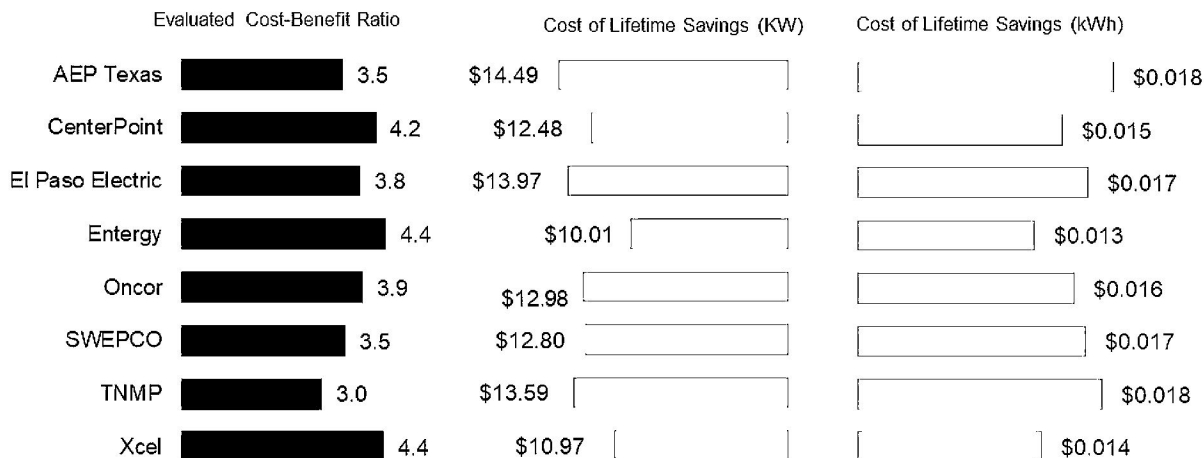 Evaluated Cost-Benefit Ratio Cost of Lifetime Savings (KW) Cost of Lifetime Savings (kWh)
AEP Texas 3.5 $14.49 $0.018
CenterPoint 4.2 $12.48 $0.015
El Paso Electric 3.8 $13.97 $0.017
Entergy 4.4 $10.01 $0.013
Oncor 3.9 $12.98 $0.016
SWEPCO 3.5 $12.80 $0.017
TNMP 3.0 $13.59 $0.018
Xcel 4.4 $10.97 $0.014